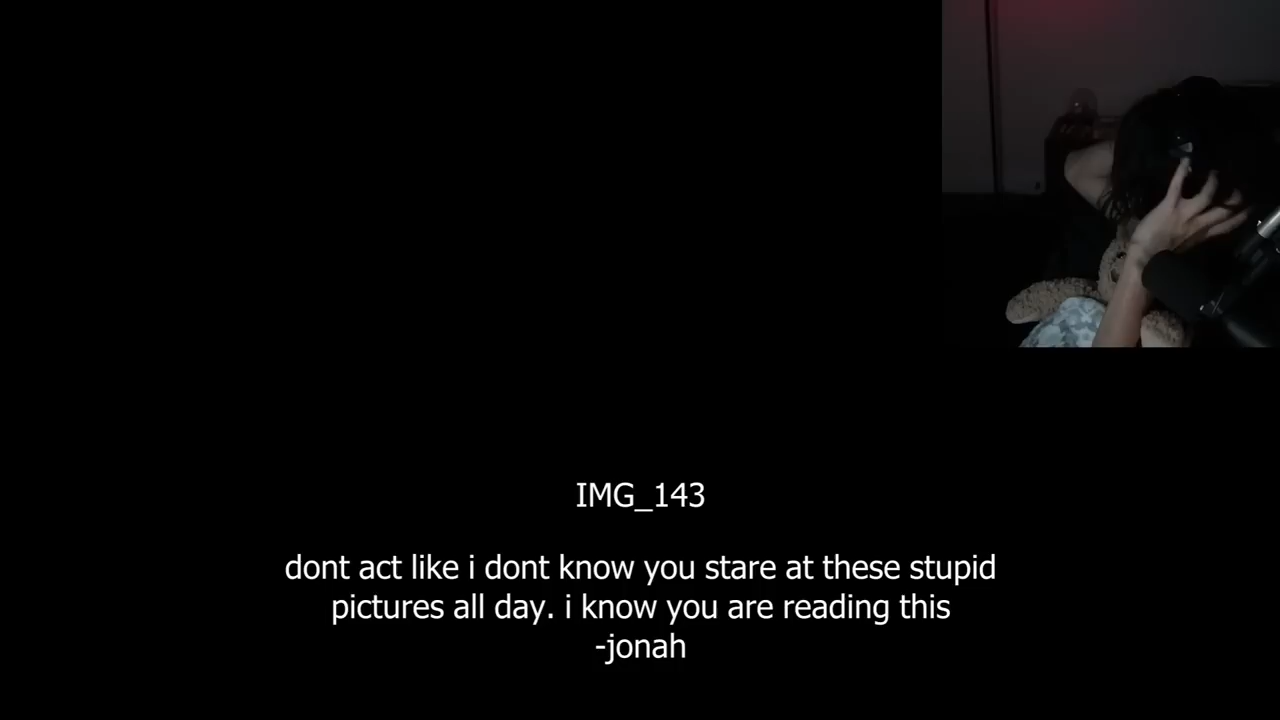 IMG_143
dont act like i dont know you stare at these stupid
pictures all day. i know you are reading this
-jonah